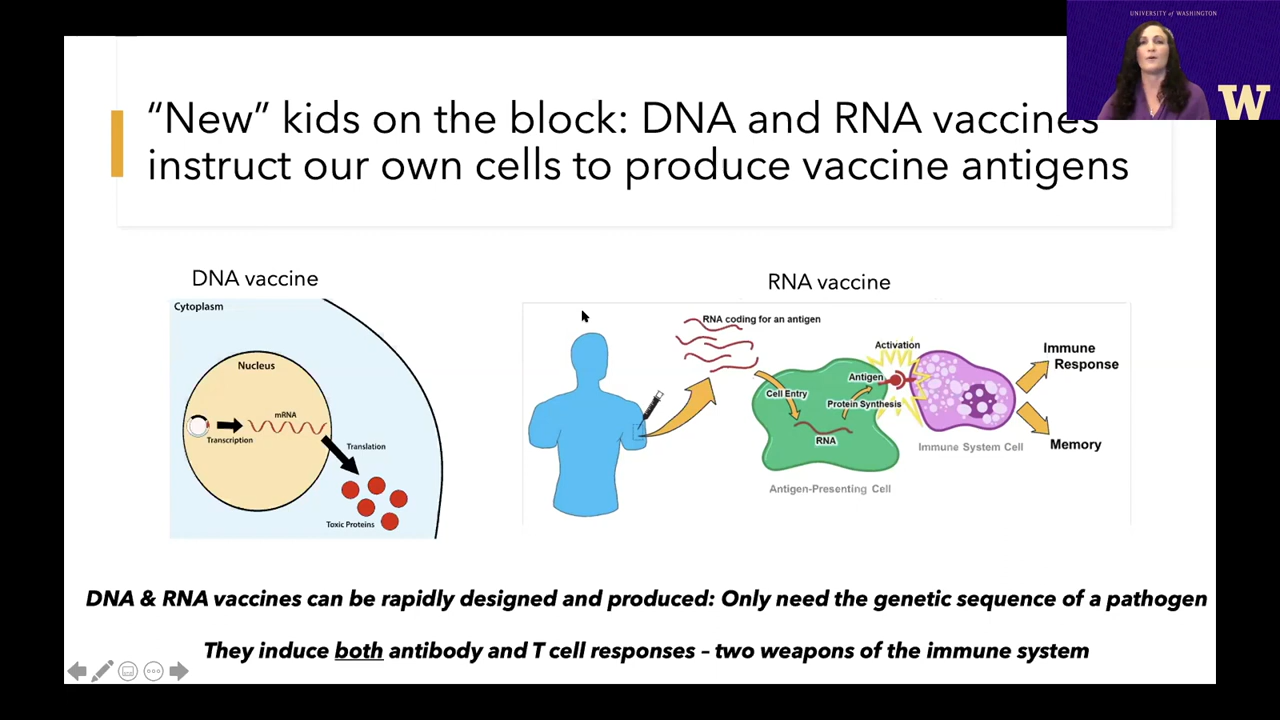 UNIVERSITY of WASHINGTON
W
“New” kids on the block: DNA and RNA vaccines
instruct our own cells to produce vaccine antigens
DNA vaccine
Cytoplasm
Nucleus
mRNA
Transcription
Translation
Toxic Proteins
RNA vaccine
RNA coding for an antigen
Activation
Antigen
Cell Entry
Protein Synthesis
RNA
Immune System Cell
Antigen-Presenting Cell
Immune
Response
Memory
DNA & RNA vaccines can be rapidly designed and produced: Only need the genetic sequence of a pathogen
They induce both antibody and T cell responses – two weapons of the immune system